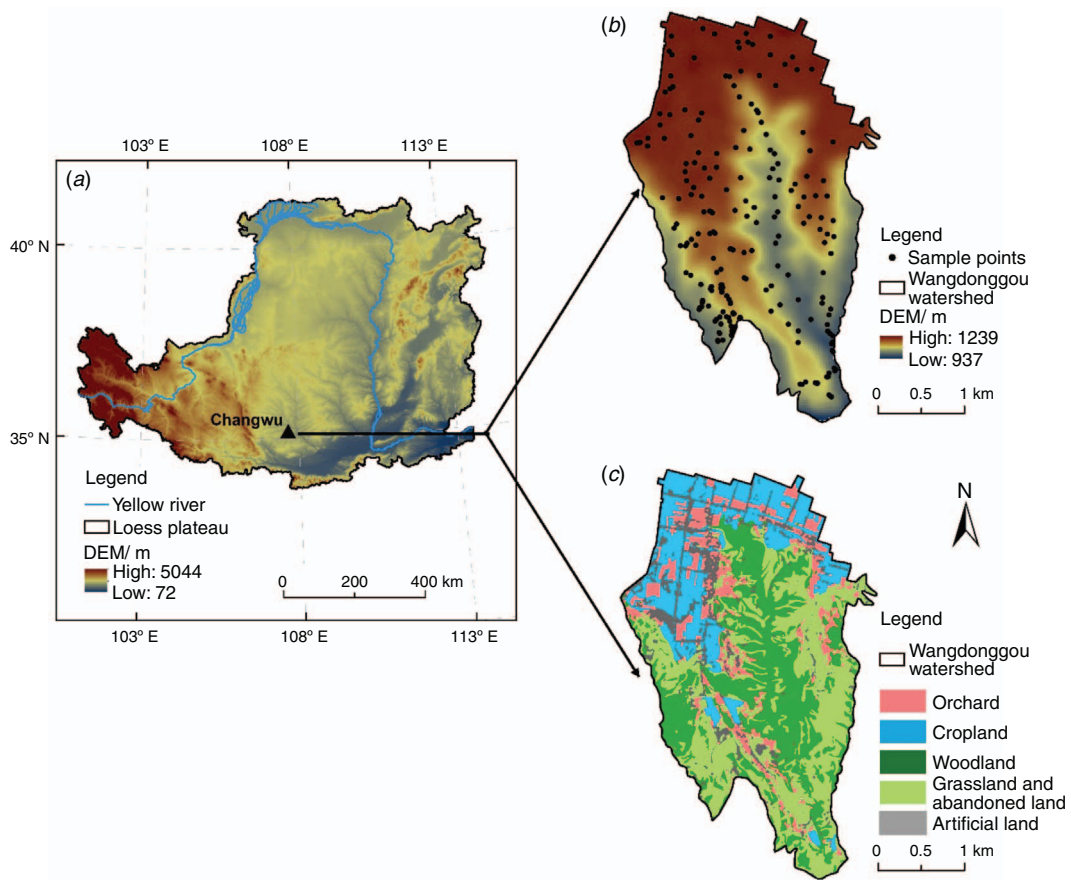 (a)
103° E
108° E
113° E
40° N
35° N
Changwu
Legend
Yellow river
Loess plateau
DEM/ m
High: 5044
Low: 72
0 200 400 km
103° E
108° E
113° E
(b)
Legend
Sample points
Wangdonggou
watershed
DEM/ m
High: 1239
Low: 937
0 0.5 1 km
(c)
N
Legend
Wangdonggou
watershed
Orchard
Cropland
Woodland
Grassland and
abandoned land
Artificial land
0 0.5 1 km